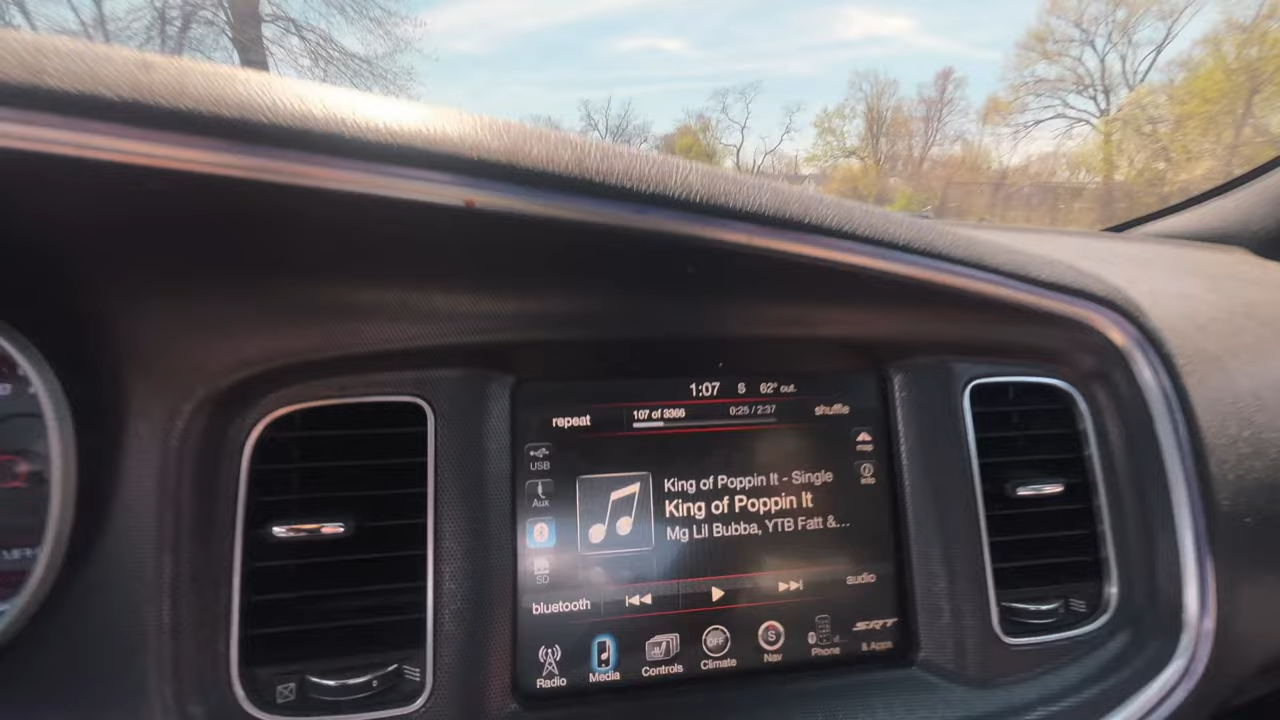 1:07 S 62° out.
repeat 107 of 3366 0:25 / 2:37 shuffle
map
USB
info
King of Poppin It - Single
Aux
King of Poppin It
Mg Lil Bubba, YTB Fatt &...
SD
audio
bluetooth
OFF
S
SRT
Radio Media Controls Climate Nav Phone & Apps